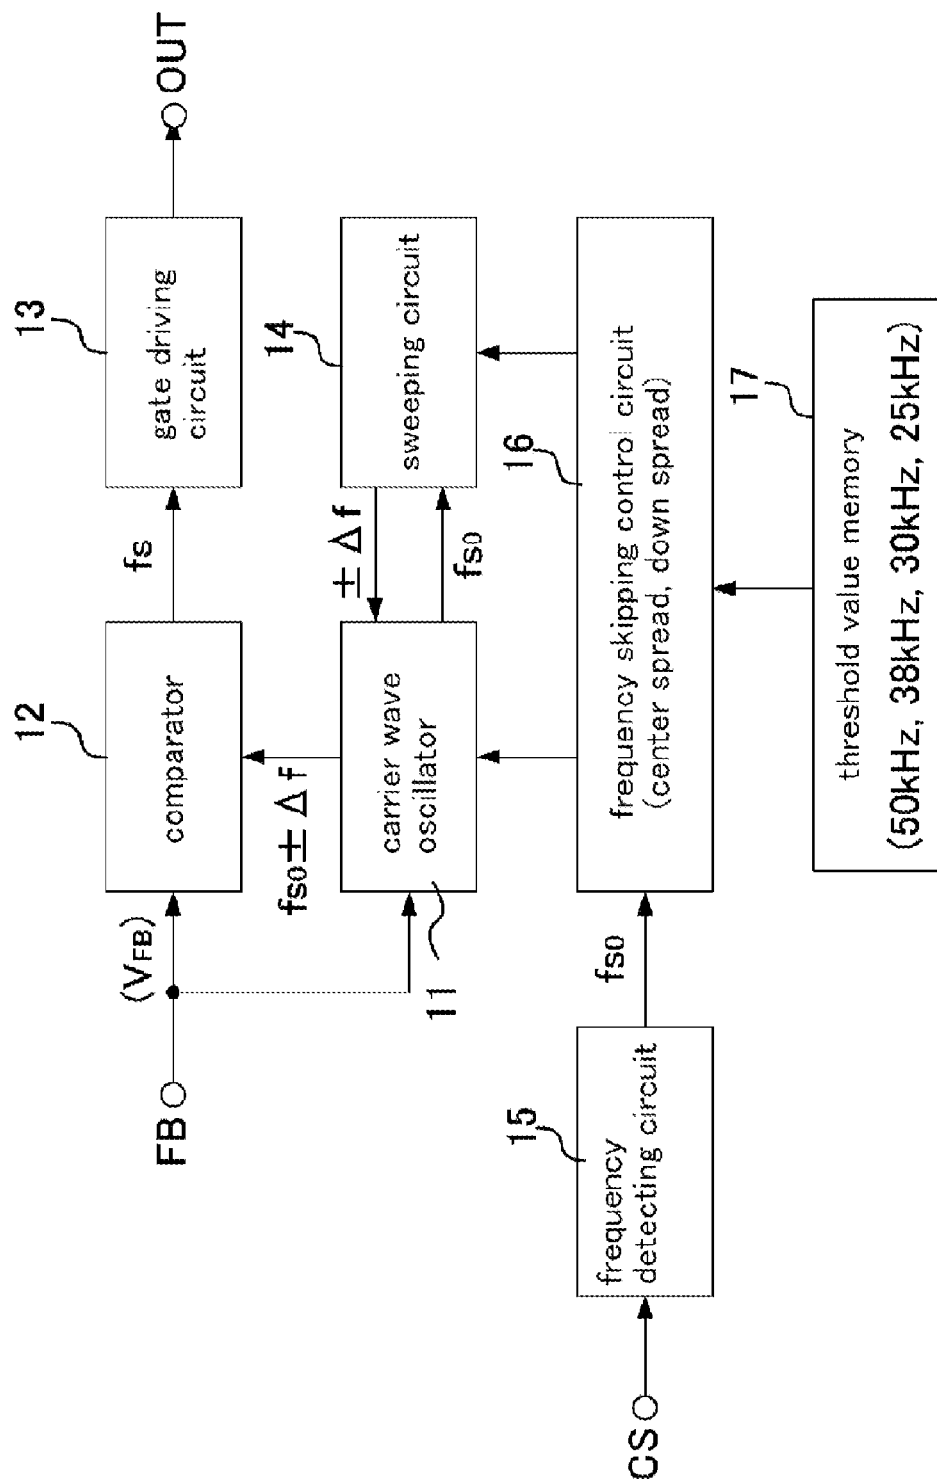 FB
(VFB)
12
comparator
fs
13
gate driving
circuit
OUT
fs0±Δf
11
carrier wave
oscillator
±Δf
fs0
14
sweeping circuit
CS
15
frequency
detecting circuit
fs0
16
frequency skipping control circuit
(center spread, down spread)
17
threshold value memory
(50kHz, 38kHz, 30kHz, 25kHz)